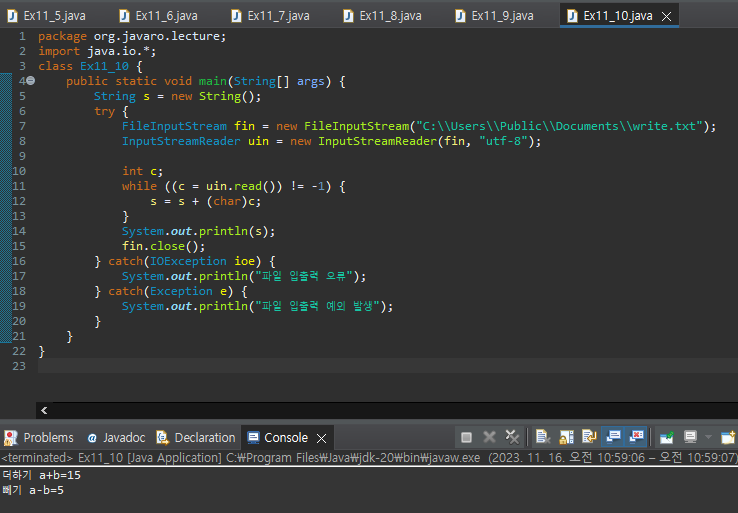 Ex11_5.java Ex11_6.java Ex11_7.java Ex11_8.java Ex11_9.java Ex11_10.java
1 package org.javaro.lecture;
2 import java.io.*;
3 class Ex11_10 {
4 public static void main(String[] args) {
5 String s = new String();
6 try {
7 FileInputStream fin = new FileInputStream("C:\\Users\\Public\\Documents\\write.txt");
8 InputStreamReader uin = new InputStreamReader(fin, "utf-8");
9
10 int c;
11 while ((c = uin.read()) != -1) {
12 s = s + (char)c;
13 }
14 System.out.println(s);
15 fin.close();
16 } catch(IOException ioe) {
17 System.out.println("파일 입출력 오류");
18 } catch(Exception e) {
19 System.out.println("파일 입출력 예외 발생");
20 }
21 }
22 }
23
Problems Javadoc Declaration Console
<terminated> Ex11_10 [Java Application] C:₩Program Files₩Java₩jdk-20₩bin₩javaw.exe (2023. 11. 16. 오전 10:59:06 – 오전 10:59:07)
더하기 a+b=15
빼기 a-b=5